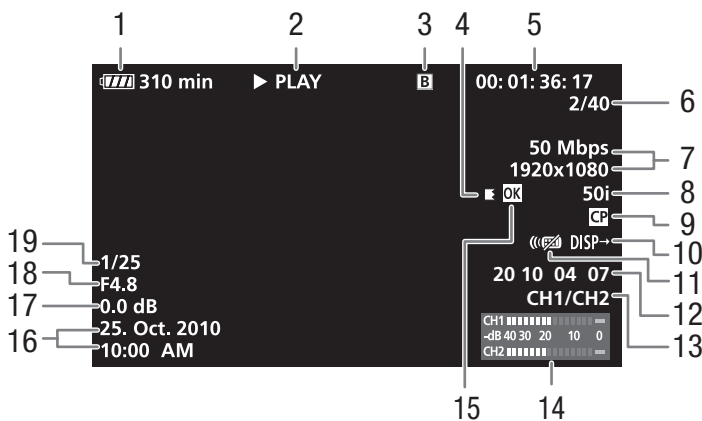 1 2 3 4 5
310 min ► PLAY B 00: 01: 36: 17
2/40 6
50 Mbps
1920x1080 7
OK 50i 8
CP 9
DISP→ 10
11
19 1/25
18 F4.8 20 10 04 07 12
17 0.0 dB CH1/CH2 13
16 25. Oct. 2010
10:00 AM
CH1
-dB 40 30 20 10 0
CH2
15 14